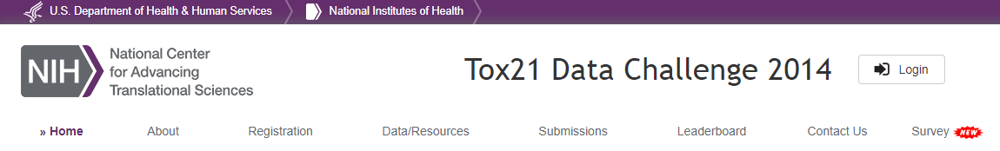 U.S. Department of Health & Human Services National Institutes of Health
NIH
National Center
for Advancing
Translational Sciences
Tox21 Data Challenge 2014
Login
» Home About Registration Data/Resources Submissions Leaderboard Contact Us Survey NEW